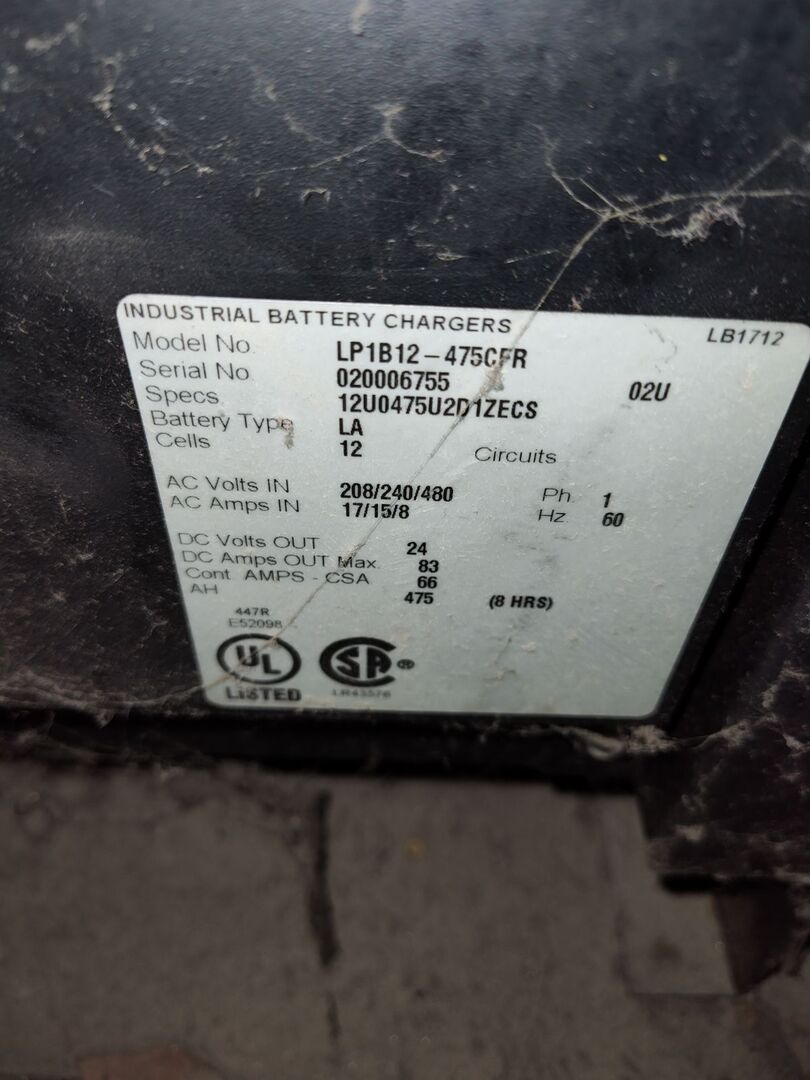 INDUSTRIAL BATTERY CHARGERS LB1712
Model No. LP1B12-475CFR
Serial No. 020006755 02U
Specs. 12U0475U2D1ZECS
Battery Type LA
Cells 12 Circuits
AC Volts IN 208/240/480 Ph 1
AC Amps IN 17/15/8 Hz 60
DC Volts OUT 24
DC Amps OUT Max. 83
Cont. AMPS - CSA 66
AH 475 (8 HRS)
447R
E52098
UL SA ®
LISTED